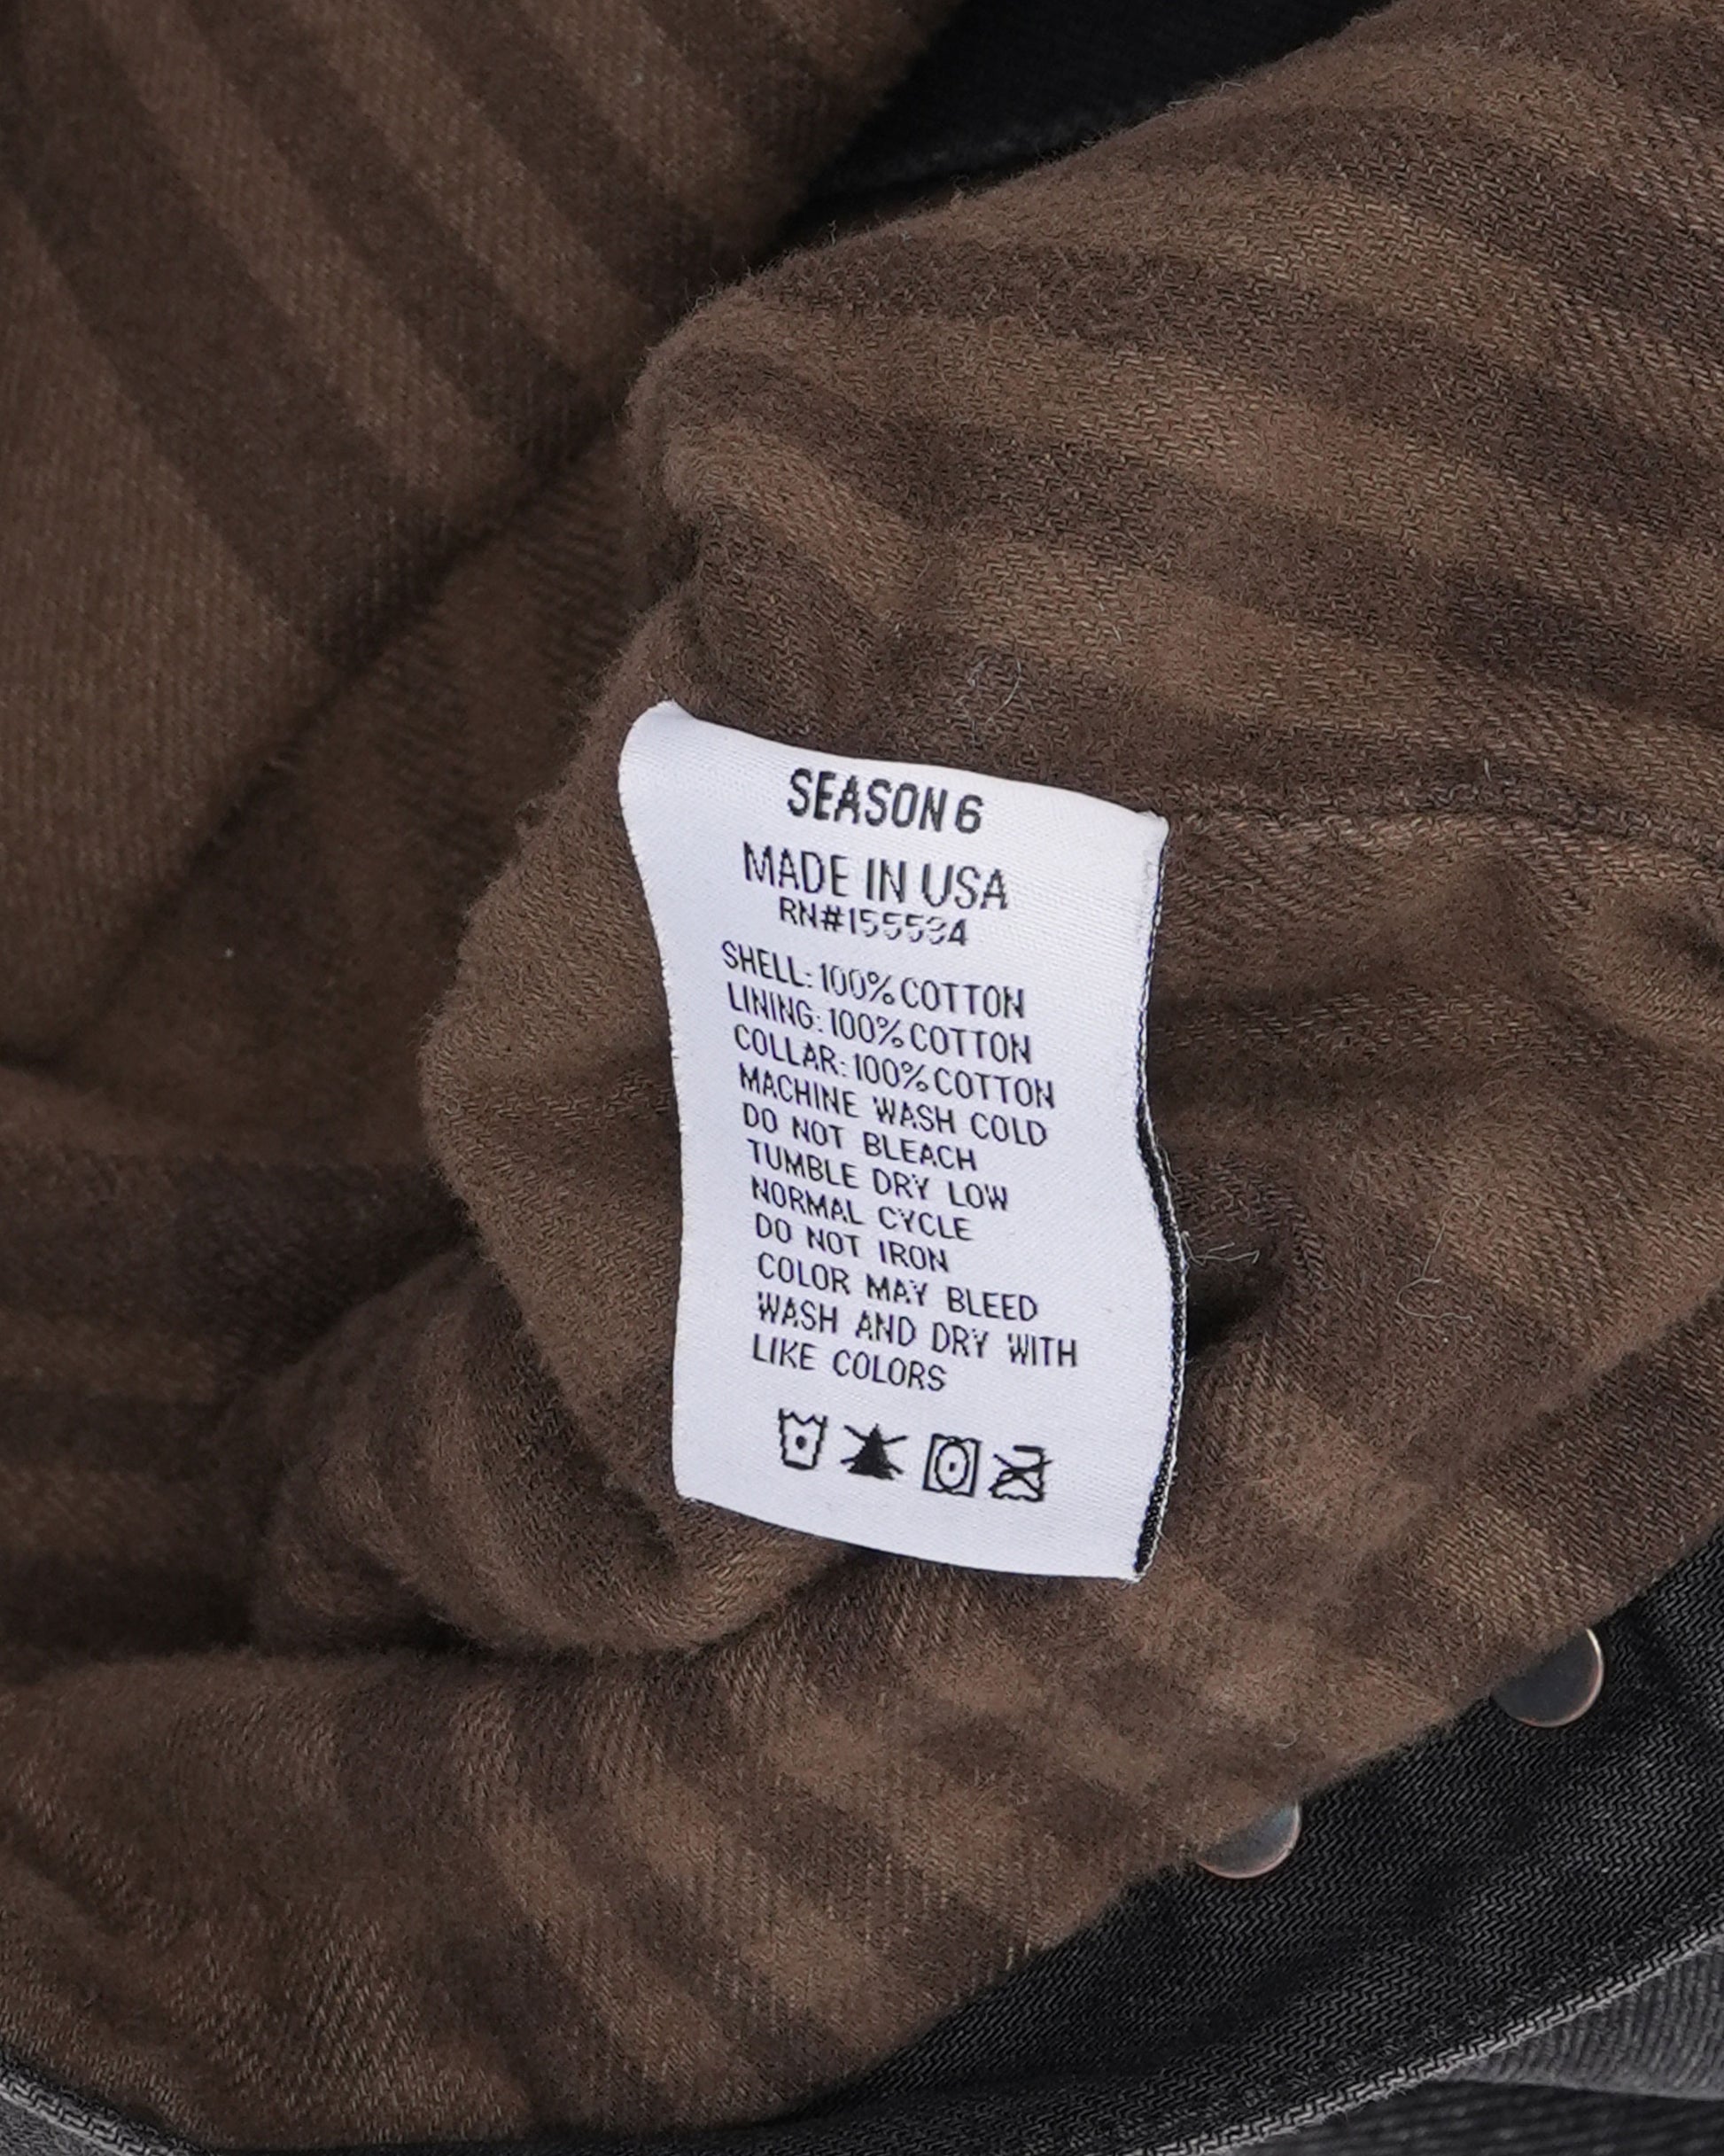 SEASON 6
MADE IN USA
RN#155534
SHELL: 100% COTTON
LINING: 100% COTTON
COLLAR: 100% COTTON
MACHINE WASH COLD
DO NOT BLEACH
TUMBLE DRY LOW
NORMAL CYCLE
DO NOT IRON
COLOR MAY BLEED
WASH AND DRY WITH
LIKE COLORS